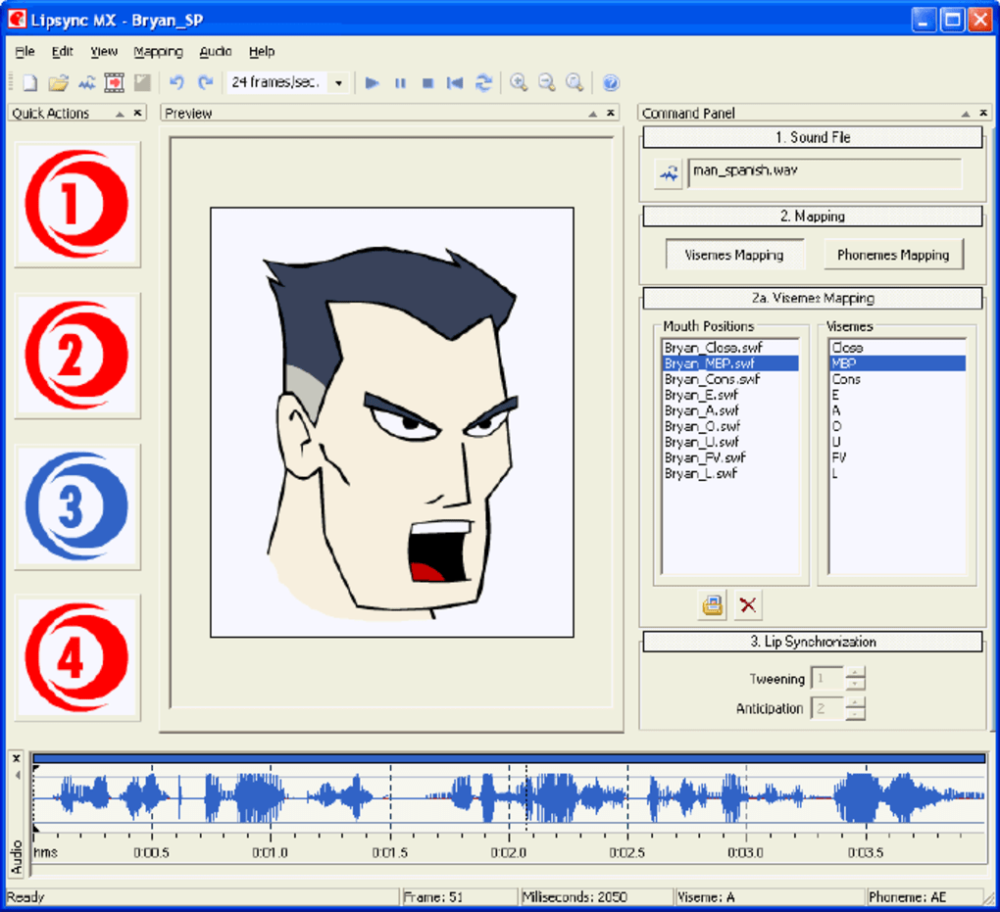 Lipsync MX - Bryan_SP
File Edit View Mapping Audio Help
24 frames/sec.
Quick Actions
Preview
Command Panel
1
2
3
4
1. Sound File
man_spanish.wav
2. Mapping
Visemes Mapping Phonemes Mapping
2a. Visemes Mapping
Mouth Positions
Bryan_Close.swf
Bryan_MBP.swf
Bryan_Cons.swf
Bryan_E.swf
Bryan_A.swf
Bryan_O.swf
Bryan_U.swf
Bryan_FV.swf
Bryan_L.swf
Visemes
Close
MBP
Cons
E
A
O
U
FV
L
3. Lip Synchronization
Tweening 1
Anticipation 2
Audio
hms 0:00.5 0:01.0 0:01.5 0:02.0 0:02.5 0:03.0 0:03.5
Ready Frame: 51 Miliseconds: 2050 Viseme: A Phoneme: AE